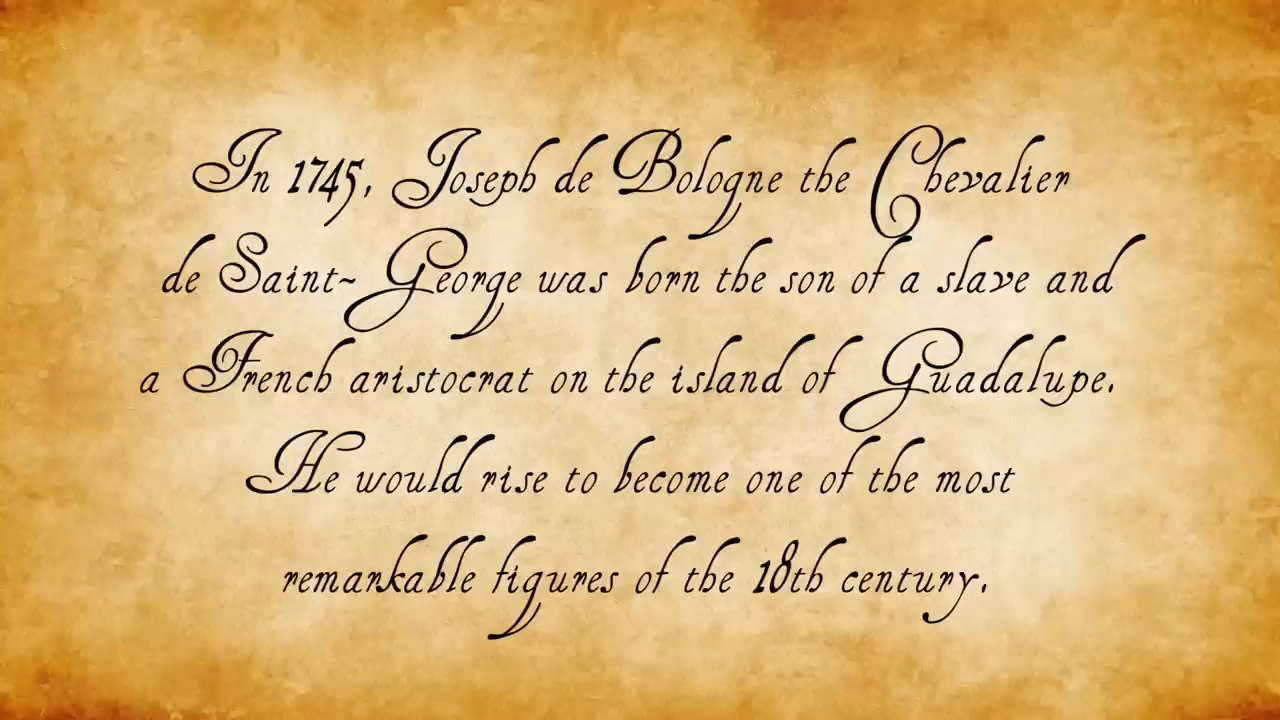 In 1745, Joseph de Bologne the Chevalier
de Saint~ George was born the son of a slave and
a French aristocrat on the island of Guadalupe.
He would rise to become one of the most
remarkable figures of the 18th century.